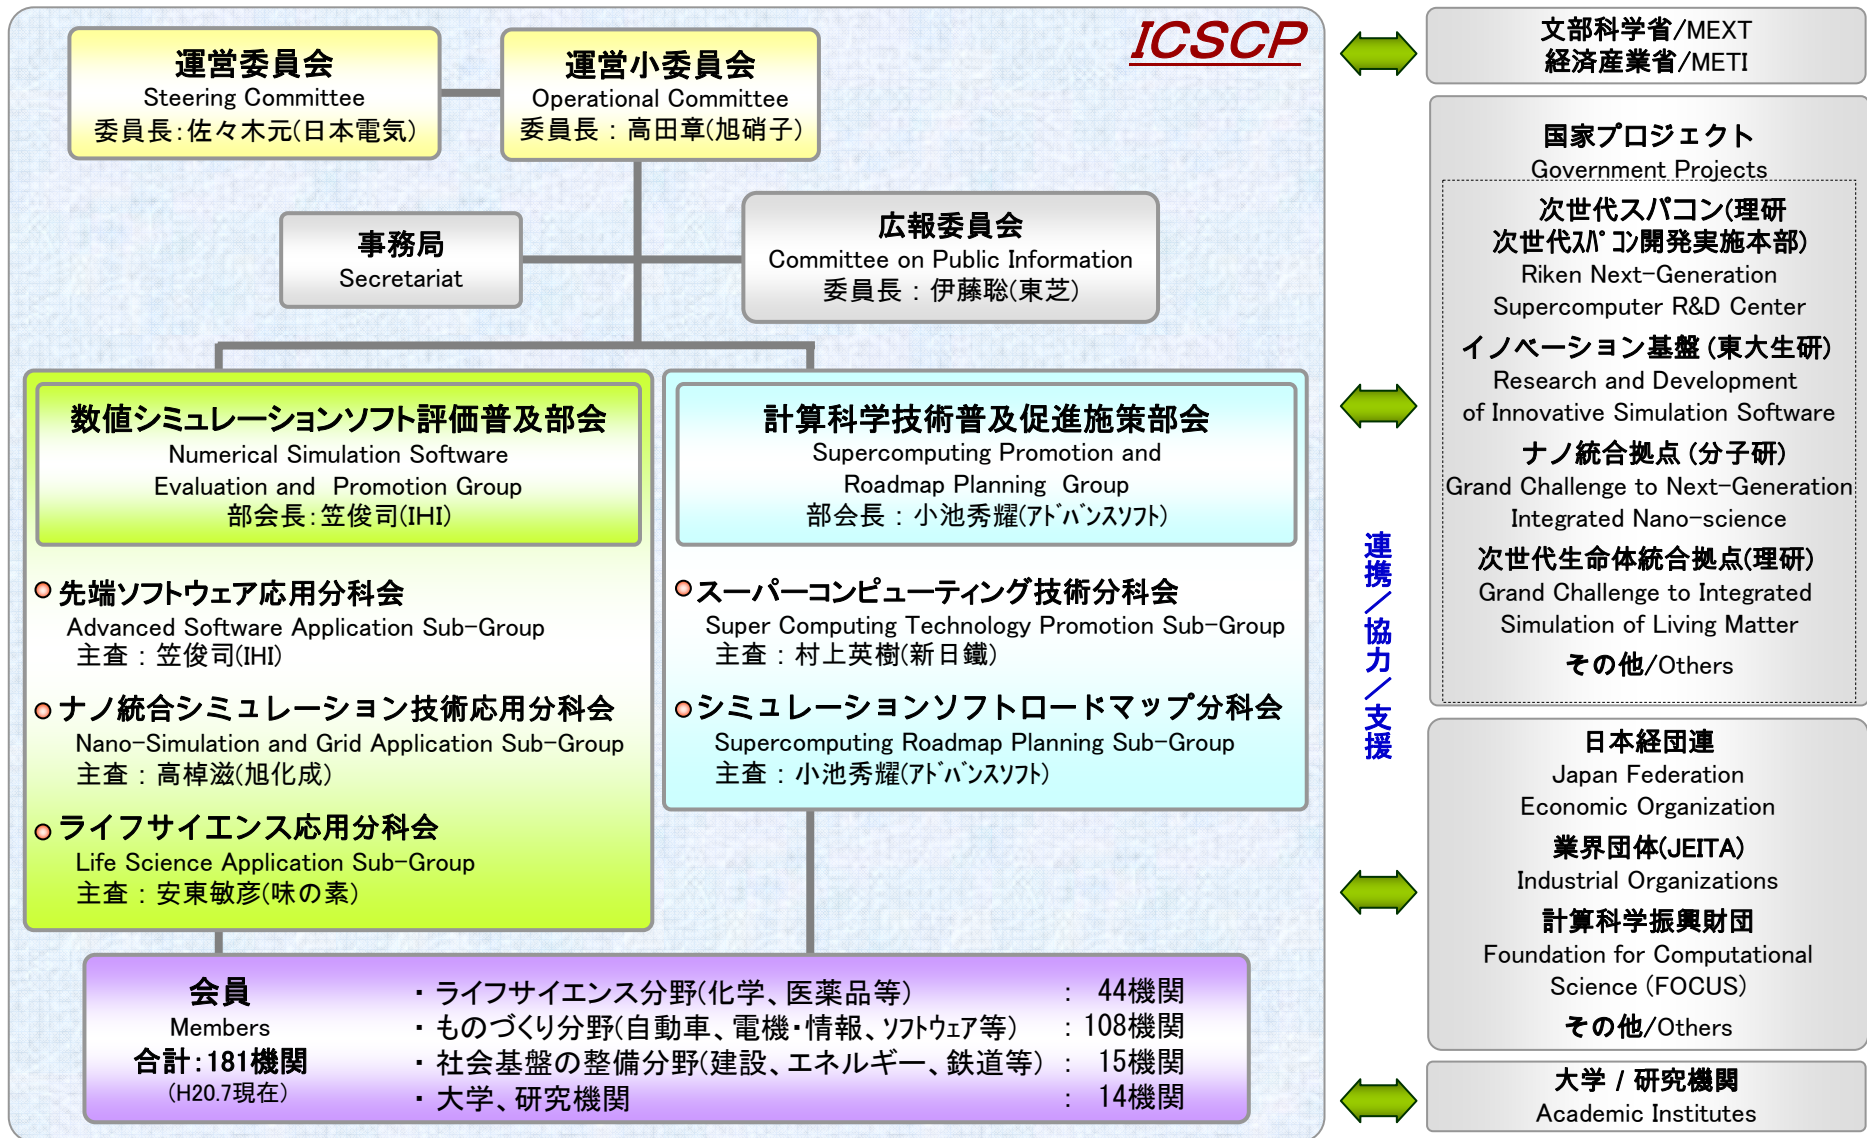 ICSCP
運営委員会
Steering Committee
委員長：佐々木元(日本電気)
運営小委員会
Operational Committee
委員長：高田章(旭硝子)
事務局
Secretariat
広報委員会
Committee on Public Information
委員長：伊藤聡(東芝)
数値シミュレーションソフト評価普及部会
Numerical Simulation Software
Evaluation and Promotion Group
部会長：笠俊司(IHI)
先端ソフトウェア応用分科会
Advanced Software Application Sub-Group
主査：笠俊司(IHI)
ナノ統合シミュレーション技術応用分科会
Nano-Simulation and Grid Application Sub-Group
主査：高棹滋(旭化成)
ライフサイエンス応用分科会
Life Science Application Sub-Group
主査：安東敏彦(味の素)
計算科学技術普及促進施策部会
Supercomputing Promotion and
Roadmap Planning Group
部会長：小池秀耀(ｱﾄﾞﾊﾞﾝｽｿﾌﾄ)
スーパーコンピューティング技術分科会
Super Computing Technology Promotion Sub-Group
主査：村上英樹(新日鐵)
シミュレーションソフトロードマップ分科会
Supercomputing Roadmap Planning Sub-Group
主査：小池秀耀(ｱﾄﾞﾊﾞﾝｽｿﾌﾄ)
会員
Members
合計：181機関
(H20.7現在)
・ライフサイエンス分野(化学、医薬品等)　：　44機関
・ものづくり分野(自動車、電機・情報、ｿﾌﾄｳｪｱ等)　：108機関
・社会基盤の整備分野(建設、エネルギー、鉄道等)　：　15機関
・大学、研究機関　：　14機関
連携／協力／支援
文部科学省/MEXT
経済産業省/METI
国家プロジェクト
Government Projects
次世代スパコン(理研
次世代ｽﾊﾟｺﾝ開発実施本部)
Riken Next-Generation
Supercomputer R&D Center
イノベーション基盤 (東大生研)
Research and Development
of Innovative Simulation Software
ナノ統合拠点 (分子研)
Grand Challenge to Next-Generation
Integrated Nano-science
次世代生命体統合拠点(理研)
Grand Challenge to Integrated
Simulation of Living Matter
その他/Others
日本経団連
Japan Federation
Economic Organization
業界団体(JEITA)
Industrial Organizations
計算科学振興財団
Foundation for Computational
Science (FOCUS)
その他/Others
大学 / 研究機関
Academic Institutes